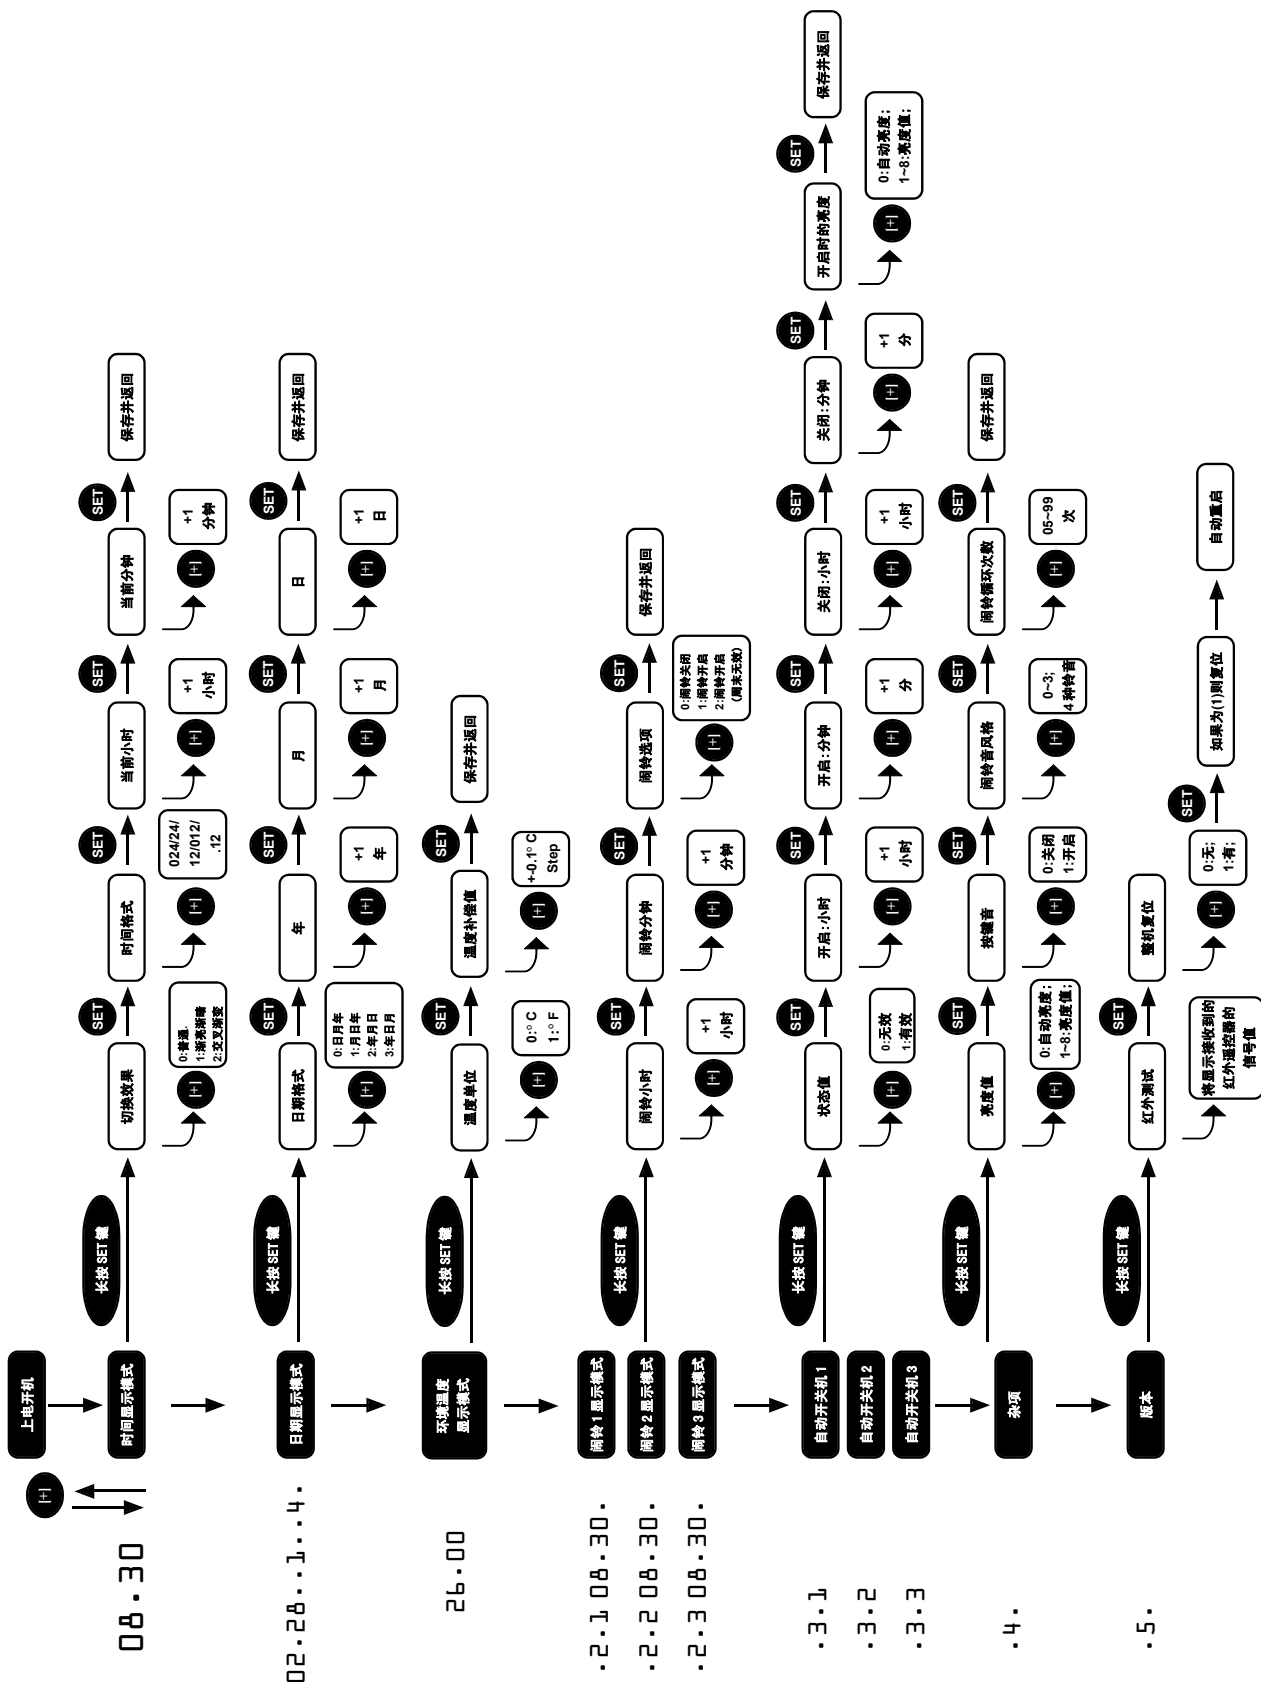 上电开机
[+]
08.30
时间显示模式
长按 SET 键
切换效果
[+]
0:普通.
1:渐亮渐暗
2:交叉渐变
SET
时间格式
[+]
024/24/
12/012/
.12
SET
当前小时
[+]
+1
小时
SET
当前分钟
[+]
+1
分钟
SET
保存并返回
02.28..1..4.
日期显示模式
长按 SET 键
日期格式
[+]
0:日月年
1:月日年
2:年月日
3:年日月
SET
年
[+]
+1
年
SET
月
[+]
+1
月
SET
日
[+]
+1
日
SET
保存并返回
26.00
环境温度
显示模式
长按 SET 键
温度单位
[+]
0:° C
1:° F
SET
温度补偿值
[+]
+-0.1° C
Step
SET
保存并返回
.2.1 08.30.
.2.2 08.30.
.2.3 08.30.
闹铃 1 显示模式
闹铃 2 显示模式
闹铃 3 显示模式
长按 SET 键
闹铃小时
[+]
+1
小时
SET
闹铃分钟
[+]
+1
分钟
SET
闹铃选项
[+]
0:闹铃关闭
1:闹铃开启
2:闹铃开启
(周末无效)
SET
保存并返回
.3.1
.3.2
.3.3
自动开关机 1
自动开关机 2
自动开关机 3
长按 SET 键
状态值
[+]
0:无效
1:有效
SET
开启:小时
[+]
+1
小时
SET
开启:分钟
[+]
+1
分
SET
关闭:小时
[+]
+1
小时
SET
关闭:分钟
[+]
+1
分
SET
开启时的亮度
[+]
0:自动亮度;
1~8:亮度值;
SET
保存并返回
.4.
杂项
长按 SET 键
亮度值
[+]
0:自动亮度;
1~8:亮度值;
SET
按键音
[+]
0:关闭
1:开启
SET
闹铃音风格
[+]
0~3;
4 种铃音
SET
闹铃循环次数
[+]
05~99
次
SET
保存并返回
.5.
版本
长按 SET 键
红外测试
将显示接收到的
红外遥控器的
信号值
SET
整机复位
[+]
0:无;
1:有;
SET
如果为(1)则复位
自动重启